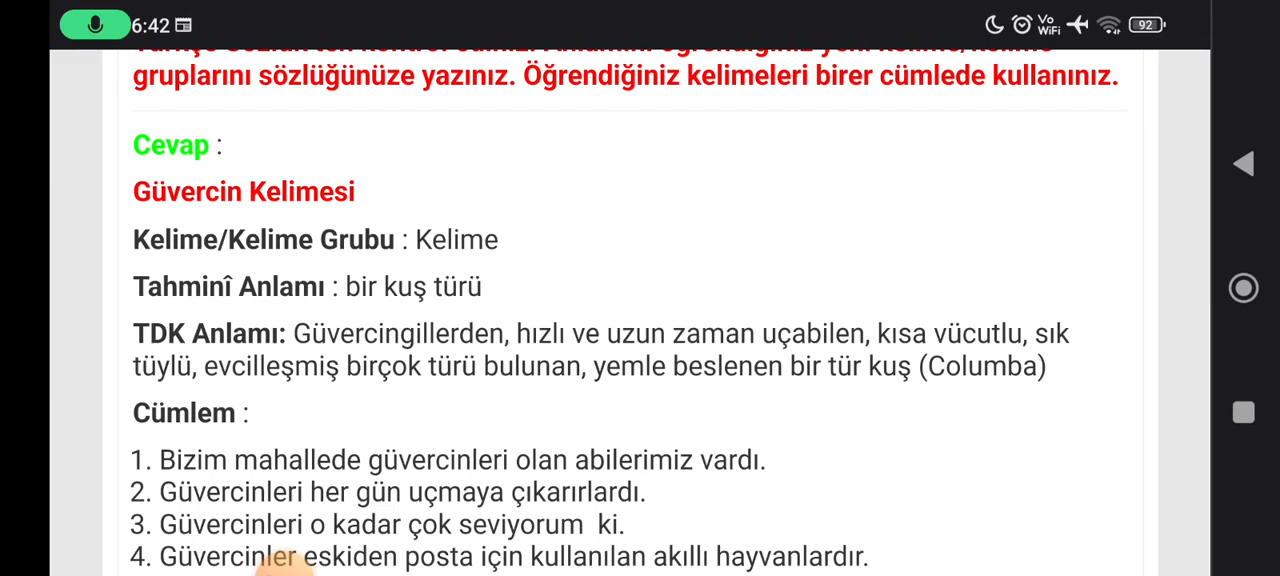 6:42
Vo WiFi 92
gruplarını sözlüğünüze yazınız. Öğrendiğiniz kelimeleri birer cümlede kullanınız.
Cevap :
Güvercin Kelimesi
Kelime/Kelime Grubu : Kelime
Tahminî Anlamı : bir kuş türü
TDK Anlamı: Güvercingillerden, hızlı ve uzun zaman uçabilen, kısa vücutlu, sık
tüylü, evcilleşmiş birçok türü bulunan, yemle beslenen bir tür kuş (Columba)
Cümlem :
1. Bizim mahallede güvercinleri olan abilerimiz vardı.
2. Güvercinleri her gün uçmaya çıkarırlardı.
3. Güvercinleri o kadar çok seviyorum ki.
4. Güvercinler eskiden posta için kullanılan akıllı hayvanlardır.